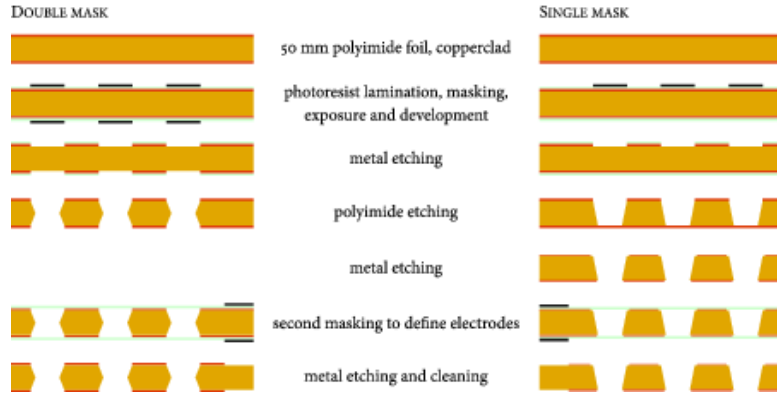 DOUBLE MASK
SINGLE MASK
50 mm polyimide foil, copperclad
photoresist lamination, masking,
exposure and development
metal etching
polyimide etching
metal etching
second masking to define electrodes
metal etching and cleaning